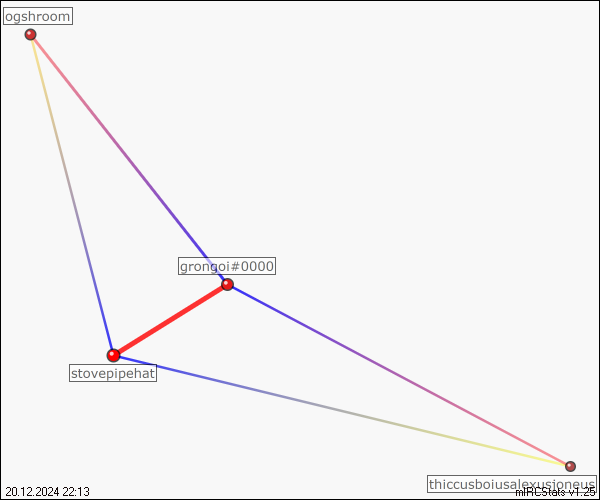 ogshroom
grongoi#0000
stovepipehat
thiccusboiusalexusioneus
20.12.2024 22:13
mIRCStats v1.25